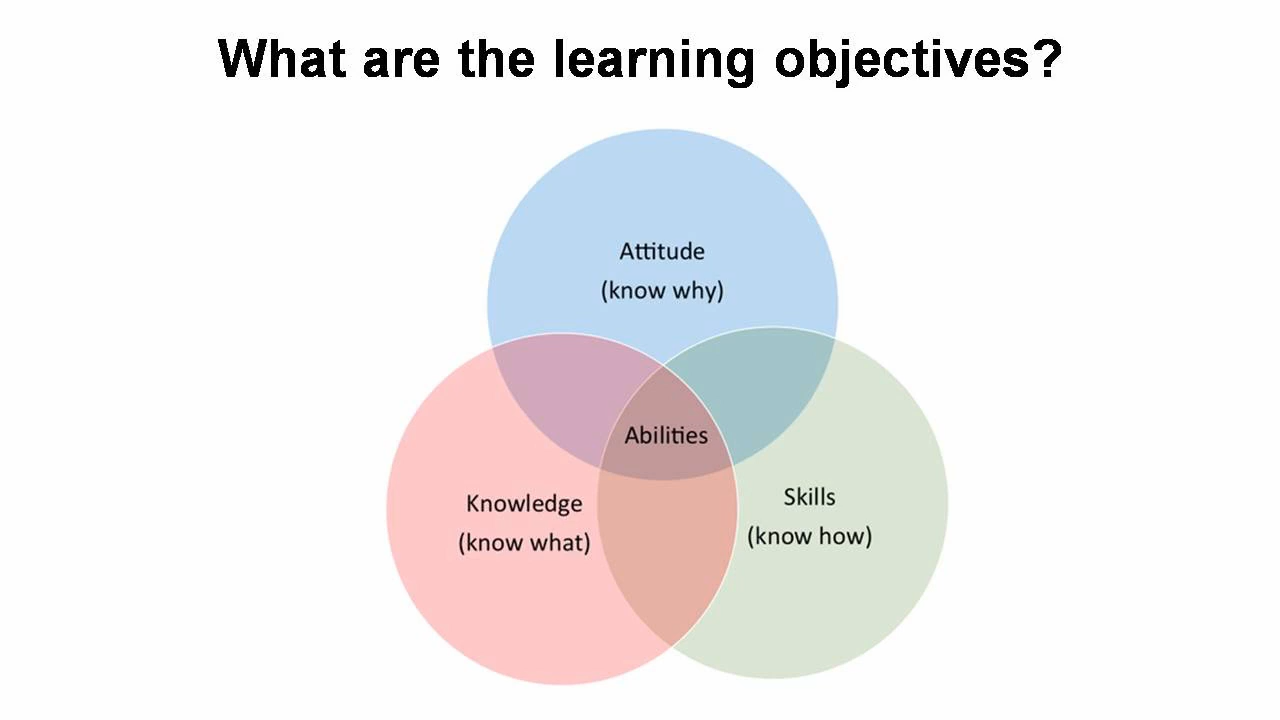 What are the learning objectives?
Attitude
(know why)
Abilities
Knowledge
(know what)
Skills
(know how)